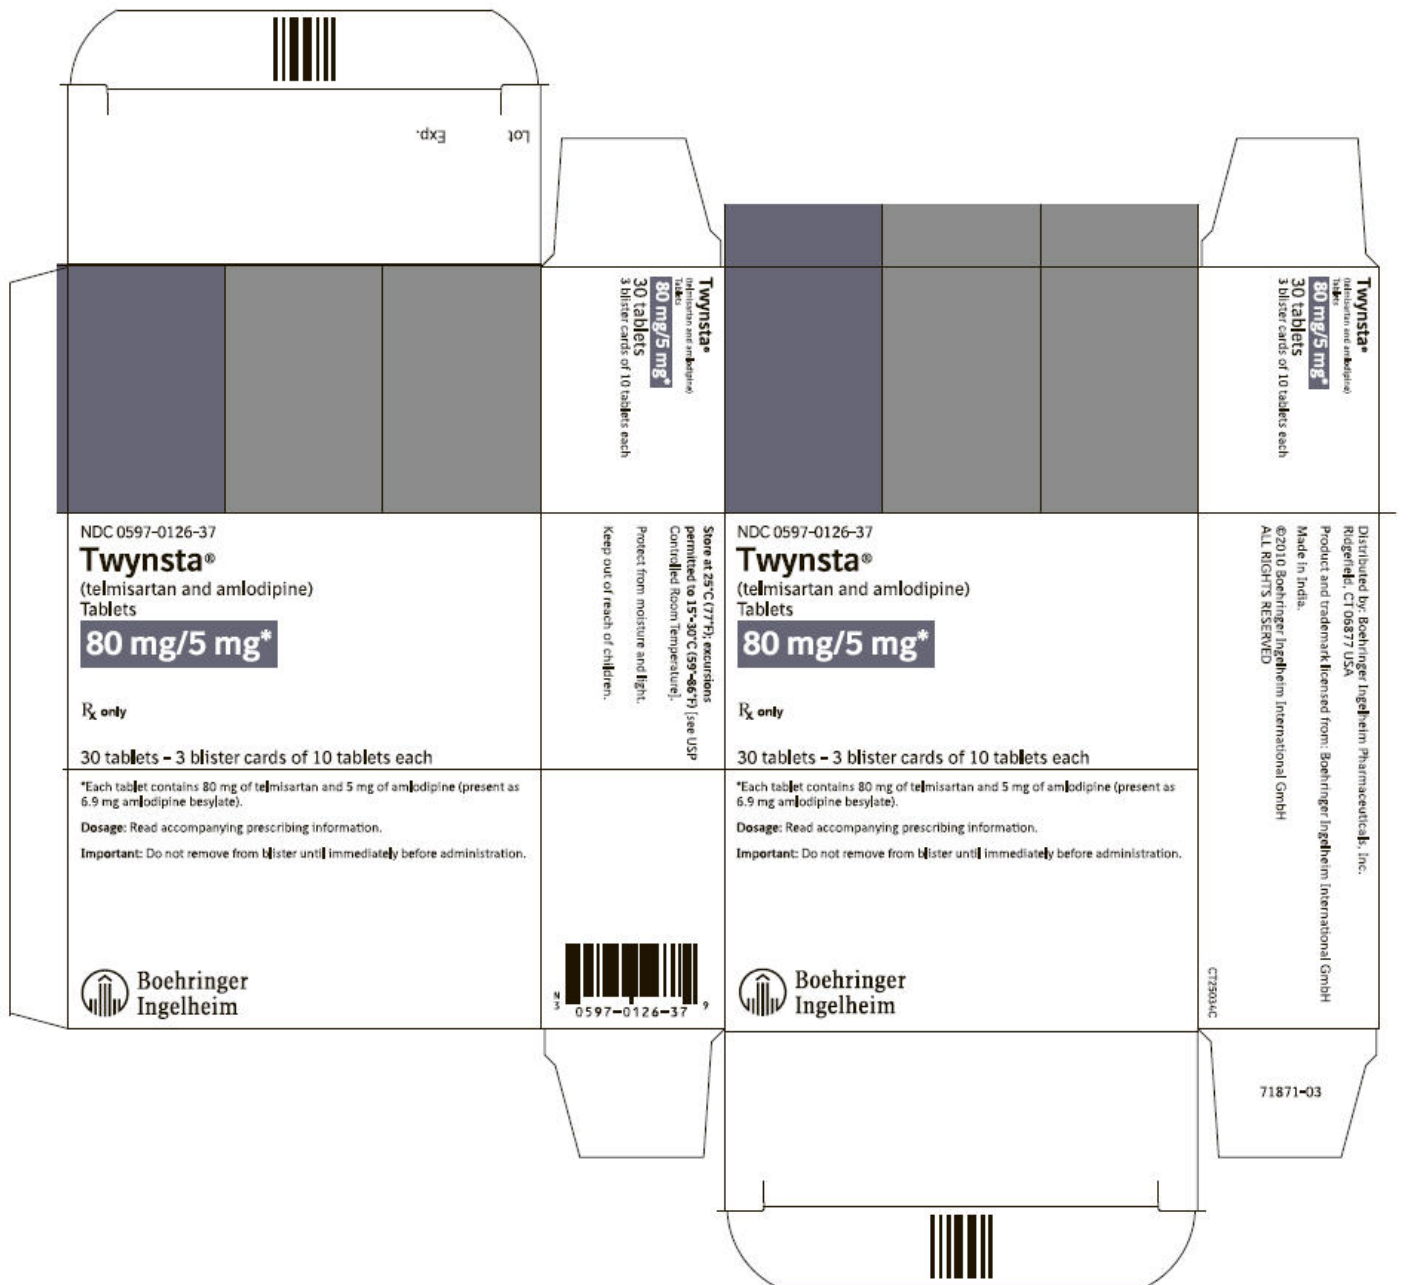 Exp.
Lot
NDC 0597-0126-37
Twynsta®
(telmisartan and amlodipine)
Tablets
80 mg/5 mg*
Rx only
30 tablets – 3 blister cards of 10 tablets each
*Each tablet contains 80 mg of telmisartan and 5 mg of amlodipine (present as
6.9 mg amlodipine besylate).
Dosage: Read accompanying prescribing information.
Important: Do not remove from blister until immediately before administration.
Boehringer
Ingelheim
Twynsta®
(telmisartan and amlodipine)
Tablets
80 mg/5 mg*
30 tablets
3 blister cards of 10 tablets each
Store at 25°C (77°F); excursions
permitted to 15°-30°C (59°-86°F) [see USP
Controlled Room Temperature].
Protect from moisture and light.
Keep out of reach of children.
N
3
0597-0126-37
9
NDC 0597-0126-37
Twynsta®
(telmisartan and amlodipine)
Tablets
80 mg/5 mg*
Rx only
30 tablets – 3 blister cards of 10 tablets each
*Each tablet contains 80 mg of telmisartan and 5 mg of amlodipine (present as
6.9 mg amlodipine besylate).
Dosage: Read accompanying prescribing information.
Important: Do not remove from blister until immediately before administration.
Boehringer
Ingelheim
Twynsta®
(telmisartan and amlodipine)
Tablets
80 mg/5 mg*
30 tablets
3 blister cards of 10 tablets each
Distributed by: Boehringer Ingelheim Pharmaceuticals, Inc.
Ridgefield, CT 06877 USA
Product and trademark licensed from: Boehringer Ingelheim International GmbH
Made in India.
©2010 Boehringer Ingelheim International GmbH
ALL RIGHTS RESERVED
CT25034C
71871-03